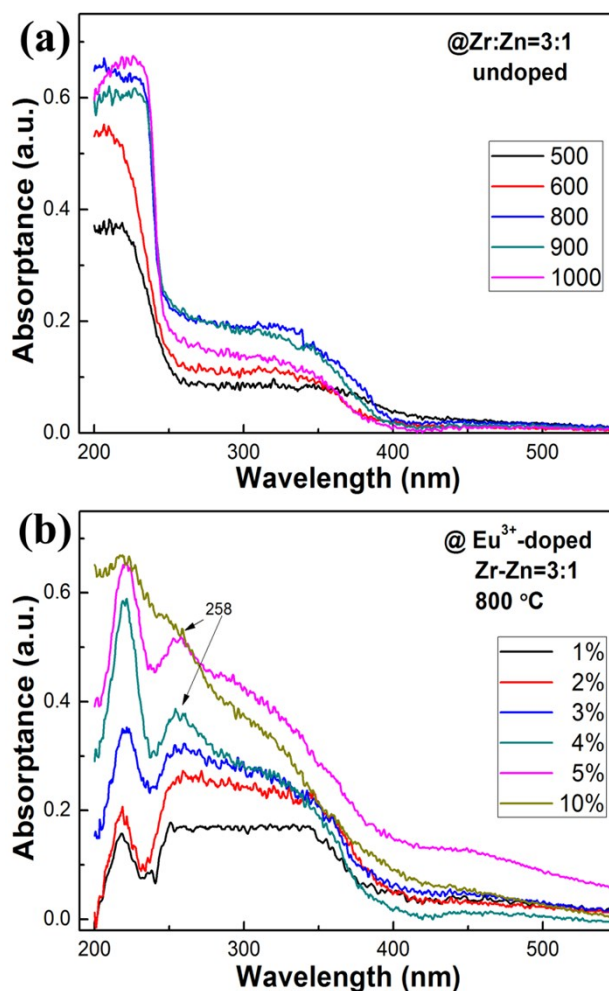 (a)
@Zr:Zn=3:1
undoped
500
600
800
900
1000
0.6
0.4
0.2
0.0
Absorptance (a.u.)
200
300
400
500
Wavelength (nm)
(b)
@ Eu³⁺-doped
Zr-Zn=3:1
800 °C
258
1%
2%
3%
4%
5%
10%
0.6
0.4
0.2
0.0
Absorptance (a.u.)
200
300
400
500
Wavelength (nm)